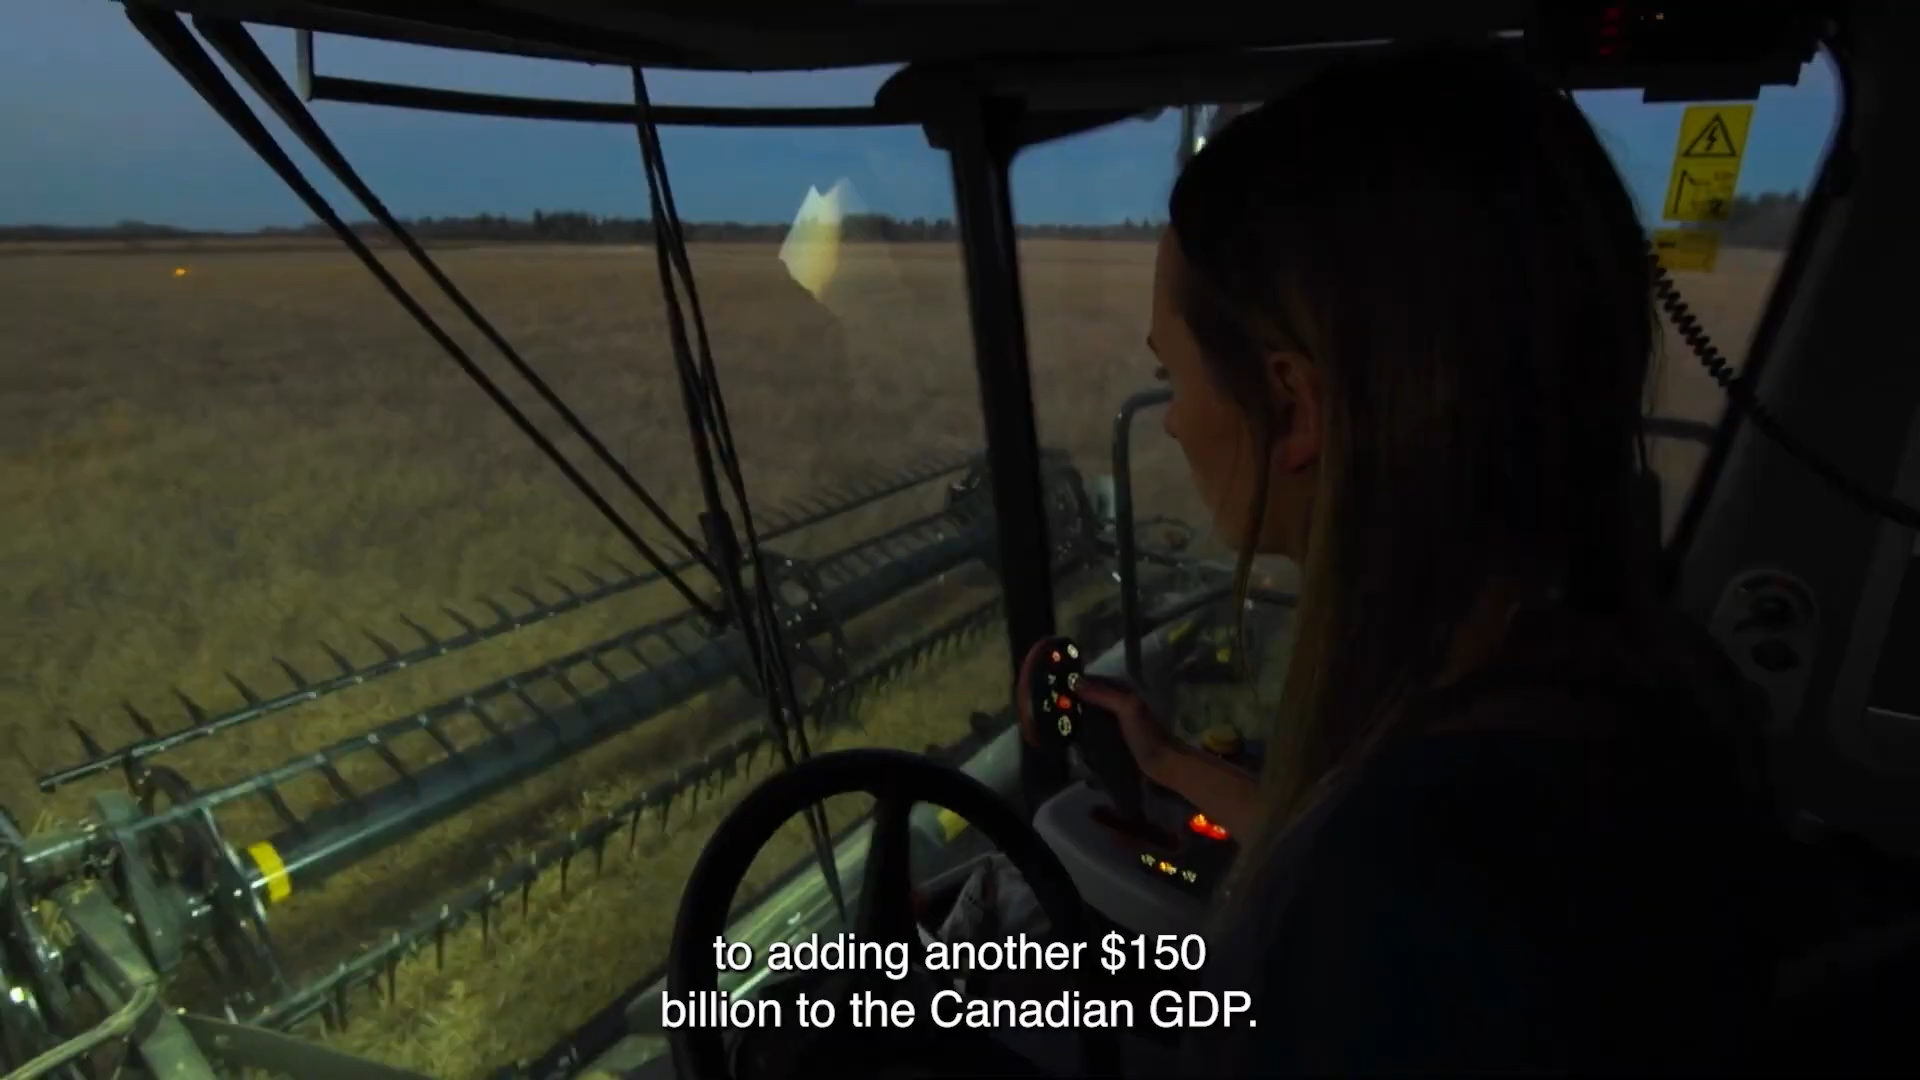 to adding another $150
billion to the Canadian GDP.